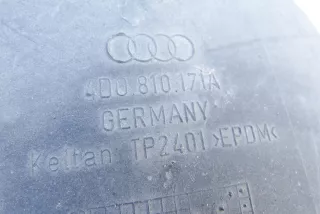 4D0 810.171A
GERMANY
Keltan TP2401 >EPDM<